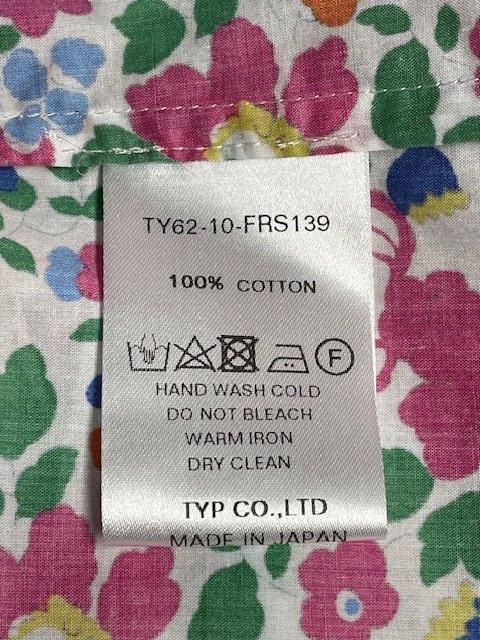 TY62-10-FRS139
100% COTTON
F
HAND WASH COLD
DO NOT BLEACH
WARM IRON
DRY CLEAN
TYP CO.,LTD
MADE IN JAPAN